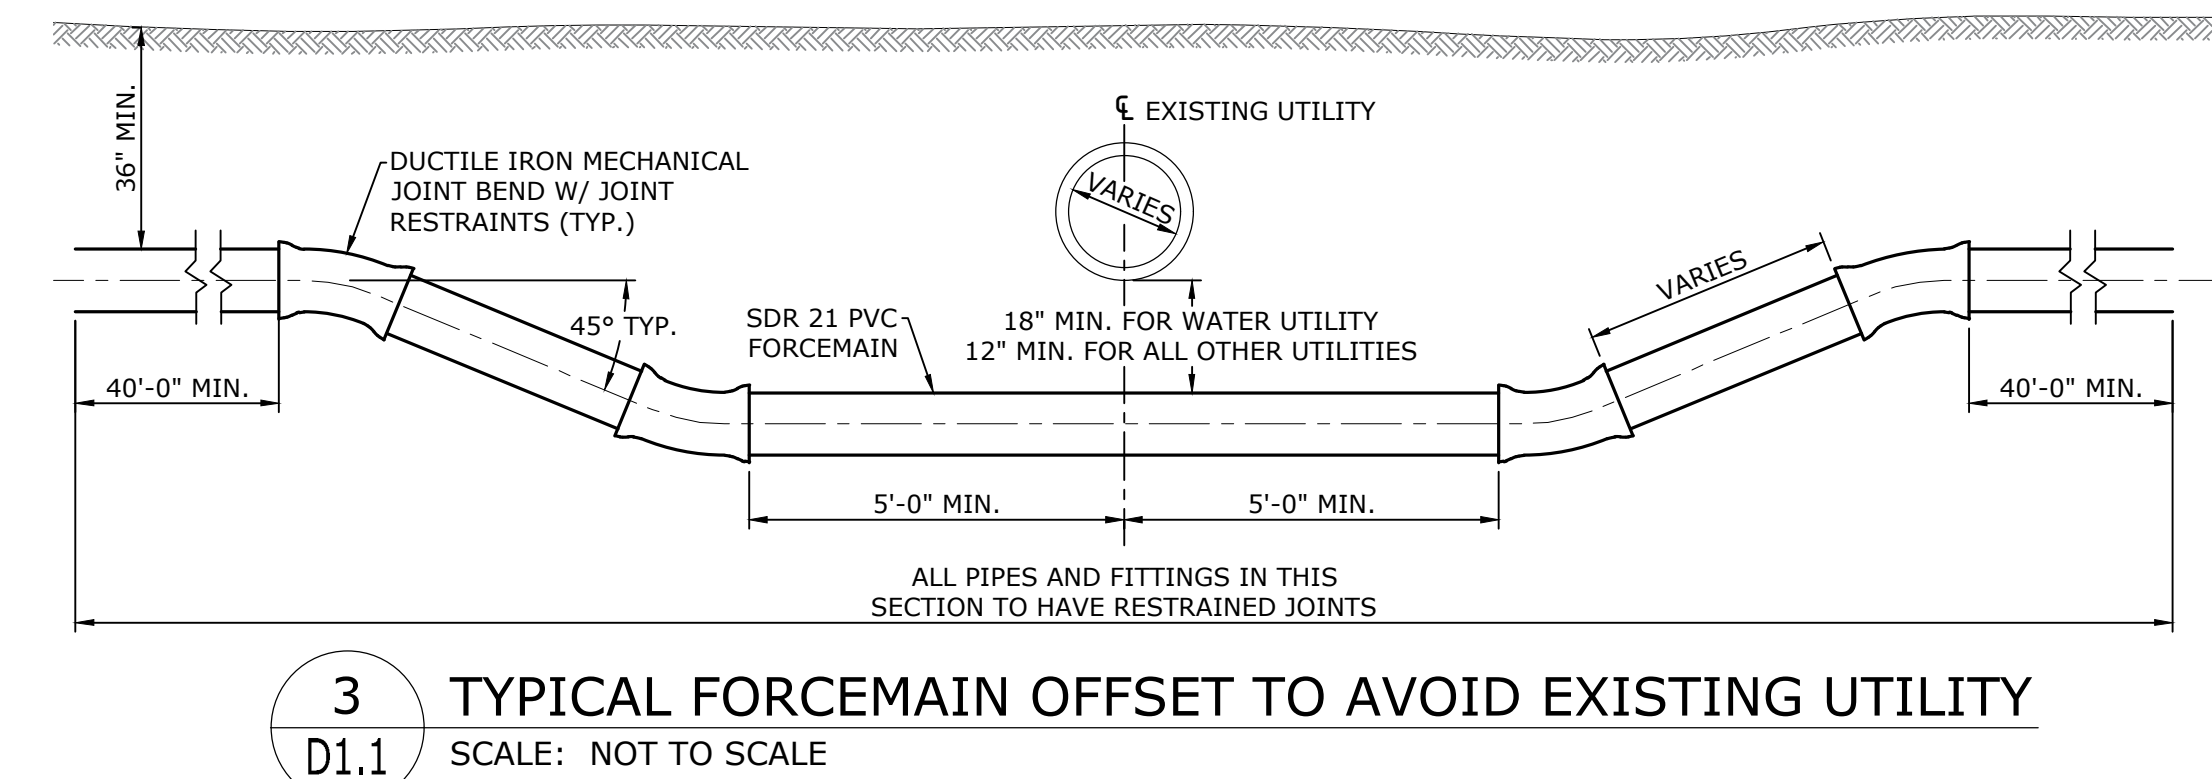 36" MIN.
℄ EXISTING UTILITY
VARIES
DUCTILE IRON MECHANICAL
JOINT BEND W/ JOINT
RESTRAINTS (TYP.)
45° TYP.
SDR 21 PVC
FORCEMAIN
18" MIN. FOR WATER UTILITY
12" MIN. FOR ALL OTHER UTILITIES
VARIES
40'-0" MIN.
40'-0" MIN.
5'-0" MIN.
5'-0" MIN.
ALL PIPES AND FITTINGS IN THIS
SECTION TO HAVE RESTRAINED JOINTS
3
D1.1
TYPICAL FORCEMAIN OFFSET TO AVOID EXISTING UTILITY
SCALE: NOT TO SCALE